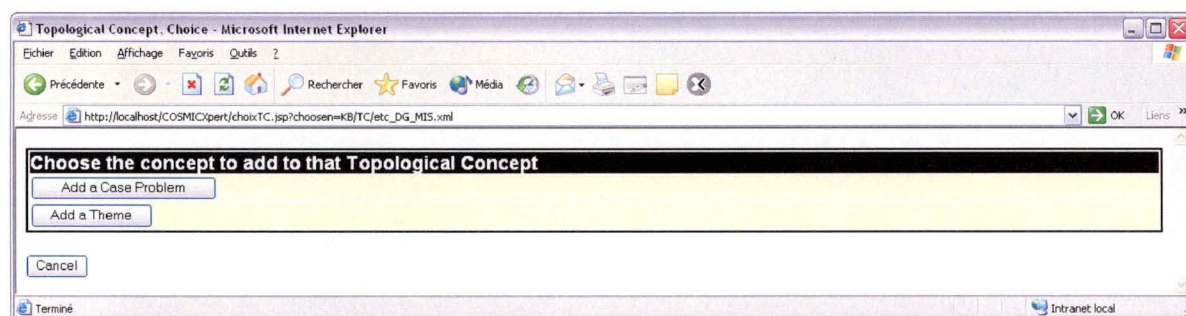 Topological Concept, Choice - Microsoft Internet Explorer
Fichier Edition Affichage Favoris Outils ?
Précédente Rechercher Favoris Média
Adresse http://localhost/COSMICXpert/choixTC.jsp?choosen=KB/TC/etc_DG_MIS.xml OK Liens »
Choose the concept to add to that Topological Concept
Add a Case Problem
Add a Theme
Cancel
Terminé Intranet local